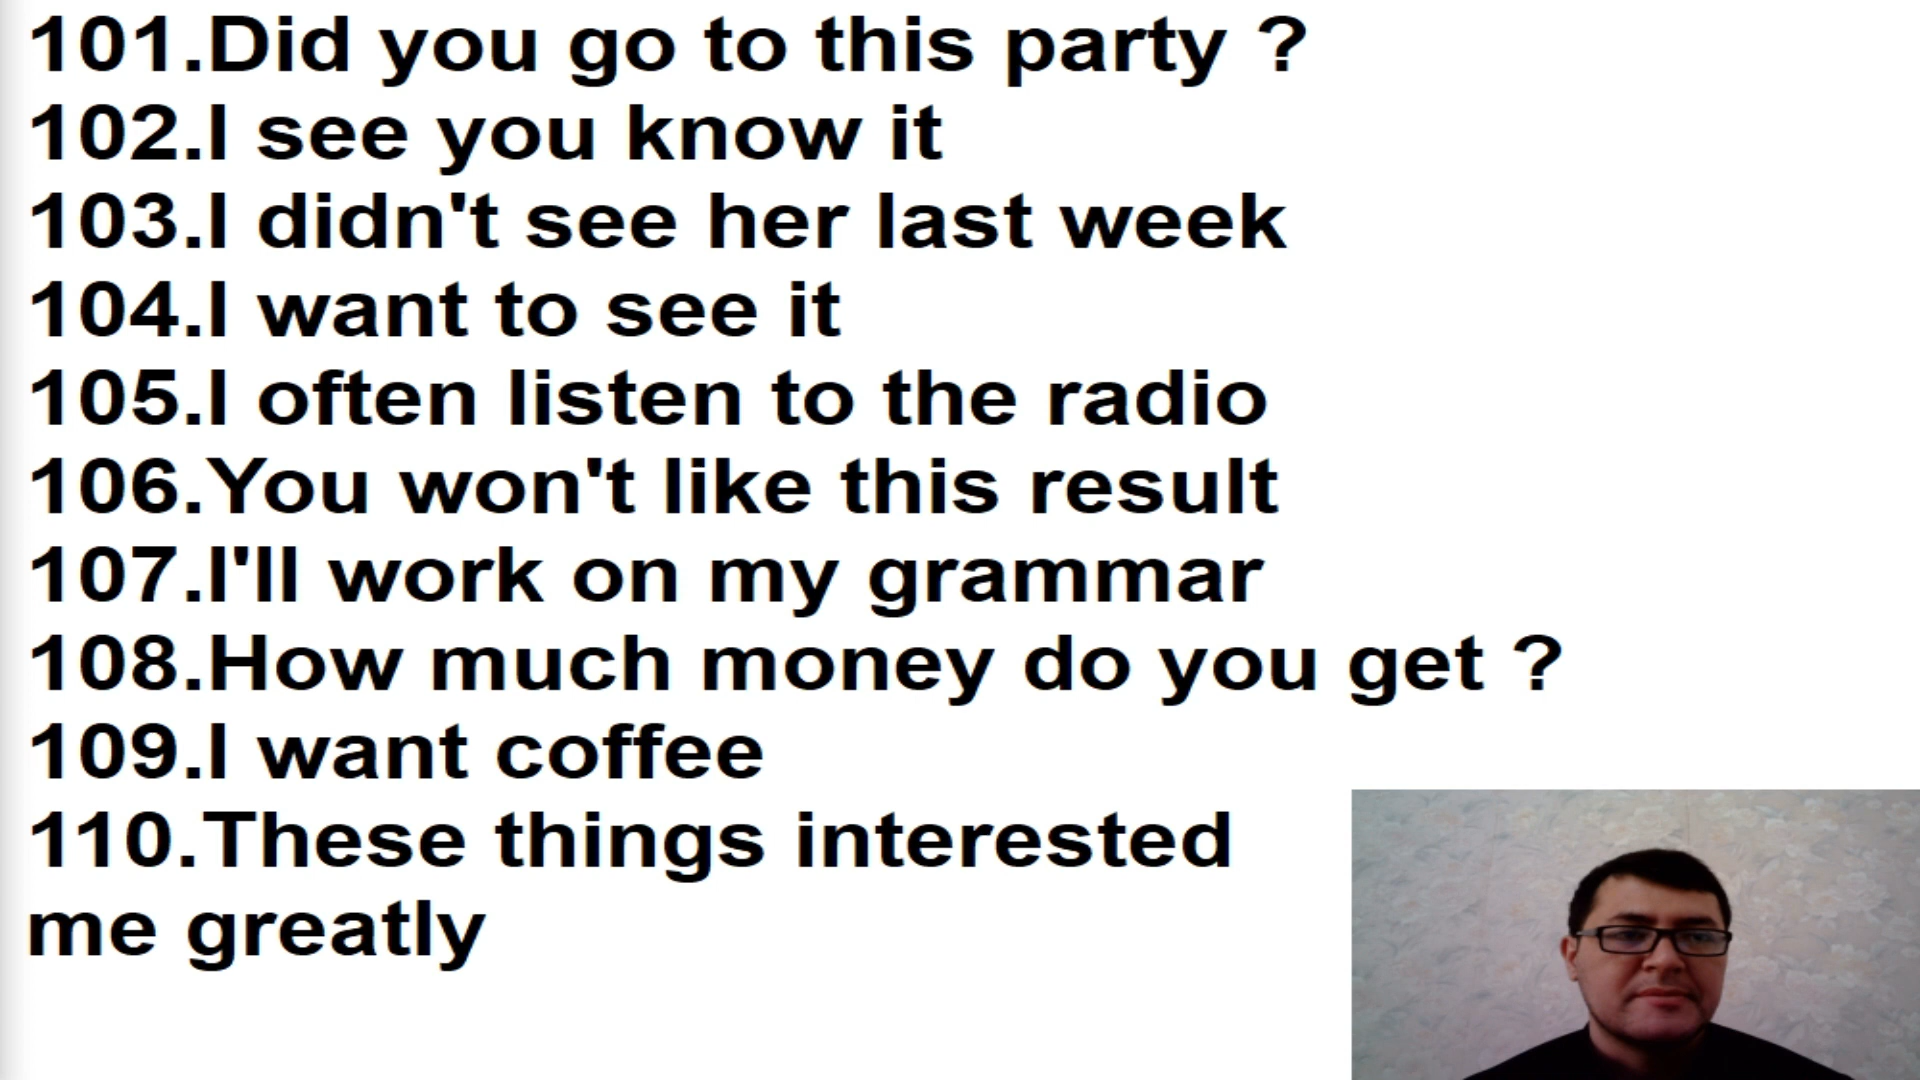 101.Did you go to this party ?
102.I see you know it
103.I didn't see her last week
104.I want to see it
105.I often listen to the radio
106.You won't like this result
107.I'll work on my grammar
108.How much money do you get ?
109.I want coffee
110.These things interested
me greatly